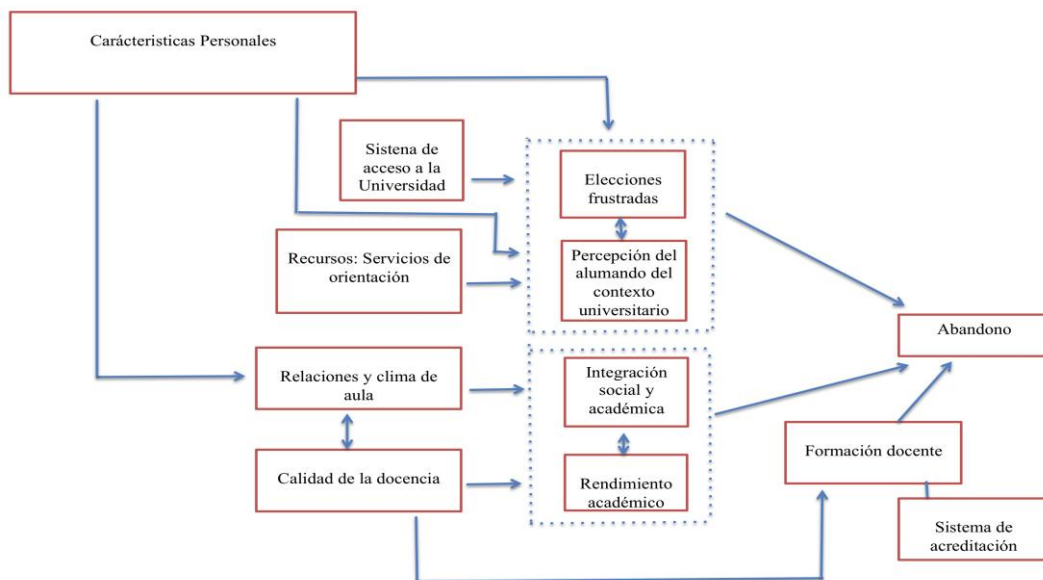 Carácteristicas Personales
Sistena de
acceso a la
Universidad
Elecciones
frustradas
Recursos: Servicios de
orientación
Percepción del
alumando del
contexto
universitario
Abandono
Relaciones y clima de
aula
Integración
social y
académica
Formación docente
Calidad de la docencia
Rendimiento
académico
Sistema de
acreditación